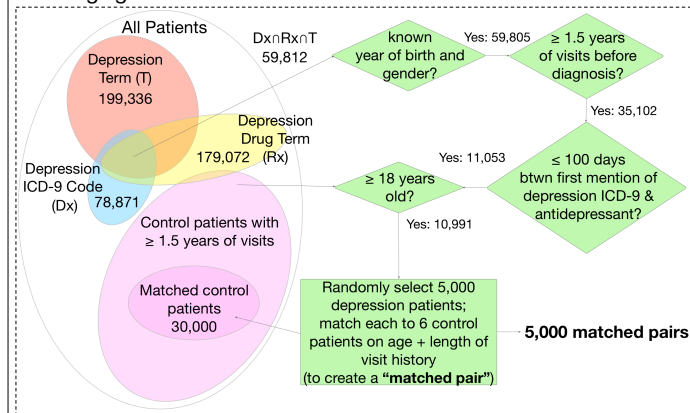 All Patients
Depression
Term (T)
199,336
Depression
Drug Term
(Rx)
179,072
Depression
ICD-9 Code
(Dx)
78,871
Control patients with
≥ 1.5 years of visits
Matched control
patients
30,000
Dx∩Rx∩T
59,812
known
year of birth and
gender?
Yes: 59,805
≥ 1.5 years
of visits before
diagnosis?
Yes: 35,102
≤ 100 days
btwn first mention of
depression ICD-9 &
antidepressant?
Yes: 11,053
≥ 18 years
old?
Yes: 10,991
Randomly select 5,000
depression patients;
match each to 6 control
patients on age + length of
visit history
(to create a “matched pair”)
5,000 matched pairs